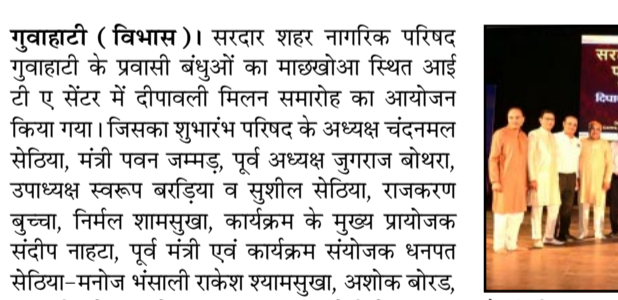 गुवाहाटी ( विभास )। सरदार शहर नागरिक परिषद
गुवाहाटी के प्रवासी बंधुओं का माछखोआ स्थित आई
टी ए सेंटर में दीपावली मिलन समारोह का आयोजन
किया गया। जिसका शुभारंभ परिषद के अध्यक्ष चंदनमल
सेठिया, मंत्री पवन जम्मड़, पूर्व अध्यक्ष जुगराज बोथरा,
उपाध्यक्ष स्वरूप बरड़िया व सुशील सेठिया, राजकरण
बुच्चा, निर्मल शामसुखा, कार्यक्रम के मुख्य प्रायोजक
संदीप नाहटा, पूर्व मंत्री एवं कार्यक्रम संयोजक धनपत
सेठिया-मनोज भंसाली राकेश श्यामसुखा, अशोक बोरड,